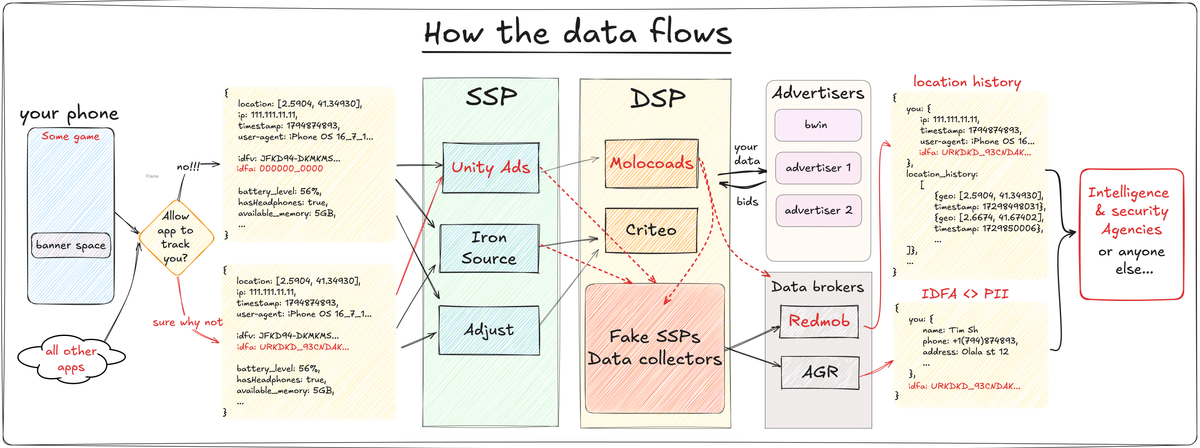 How the data flows
your phone
Some game
banner space
all other
apps
Frame
Allow
app to
track
you?
no!!!
sure why not
{
location: [2.5904, 41.34930],
ip: 111.111.11.11,
timestamp: 1794874893,
user-agent: iPhone OS 16_7_1...
idfv: JFKD94-DKMKMS...
idfa: 000000_0000
battery_level: 56%,
hasHeadphones: true,
available_memory: 5GB,
...
}
{
location: [2.5904, 41.34930],
ip: 111.111.11.11,
timestamp: 1794874893,
user-agent: iPhone OS 16_7_1...
idfv: JFKD94-DKMKMS...
idfa: URKDKD_93CNDAK...
battery_level: 56%,
hasHeadphones: true,
available_memory: 5GB,
...
}
SSP
Unity Ads
Iron
Source
Adjust
DSP
Molocoads
Criteo
Fake SSPs
Data collectors
your
data
bids
Advertisers
bwin
advertiser 1
advertiser 2
Data brokers
Redmob
AGR
location history
{
you: {
ip: 111.111.11.11,
timestamp: 1794874893,
user-agent: iPhone OS 16...
idfa: URKDKD_93CNDAK...
},
location_history:
[
{geo: [2.5904, 41.34930],
timestamp: 17298498031},
{geo: [2.6674, 41.67402],
timestamp: 1729850006},
...
]},
...
}
IDFA <> PII
{
you: {
name: Tim Sh
phone: +1(794)874893,
address: Olala st 12
...
},
idfa: URKDKD_93CNDAK...
}
Intelligence
& security
Agencies
or anyone
else...